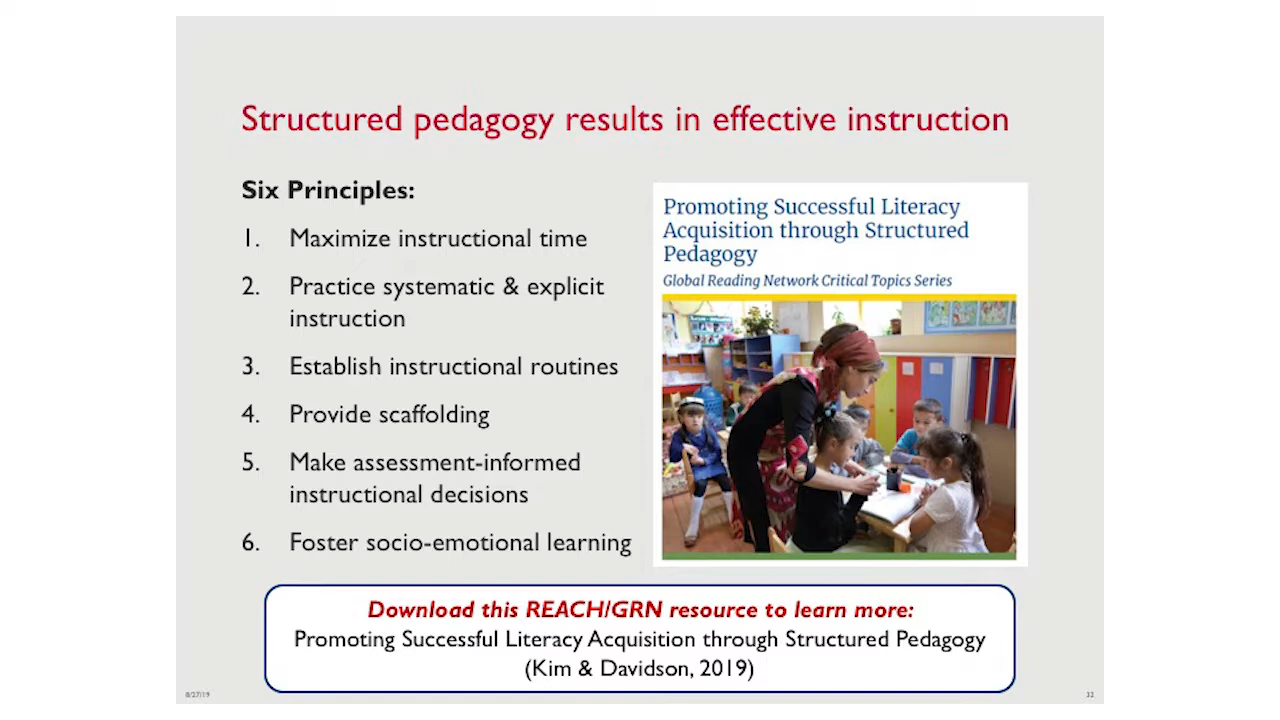 Structured pedagogy results in effective instruction
Six Principles:
1. Maximize instructional time
2. Practice systematic & explicit
instruction
3. Establish instructional routines
4. Provide scaffolding
5. Make assessment-informed
instructional decisions
6. Foster socio-emotional learning
Promoting Successful Literacy
Acquisition through Structured
Pedagogy
Global Reading Network Critical Topics Series
Download this REACH/GRN resource to learn more:
Promoting Successful Literacy Acquisition through Structured Pedagogy
(Kim & Davidson, 2019)
8/27/19
32